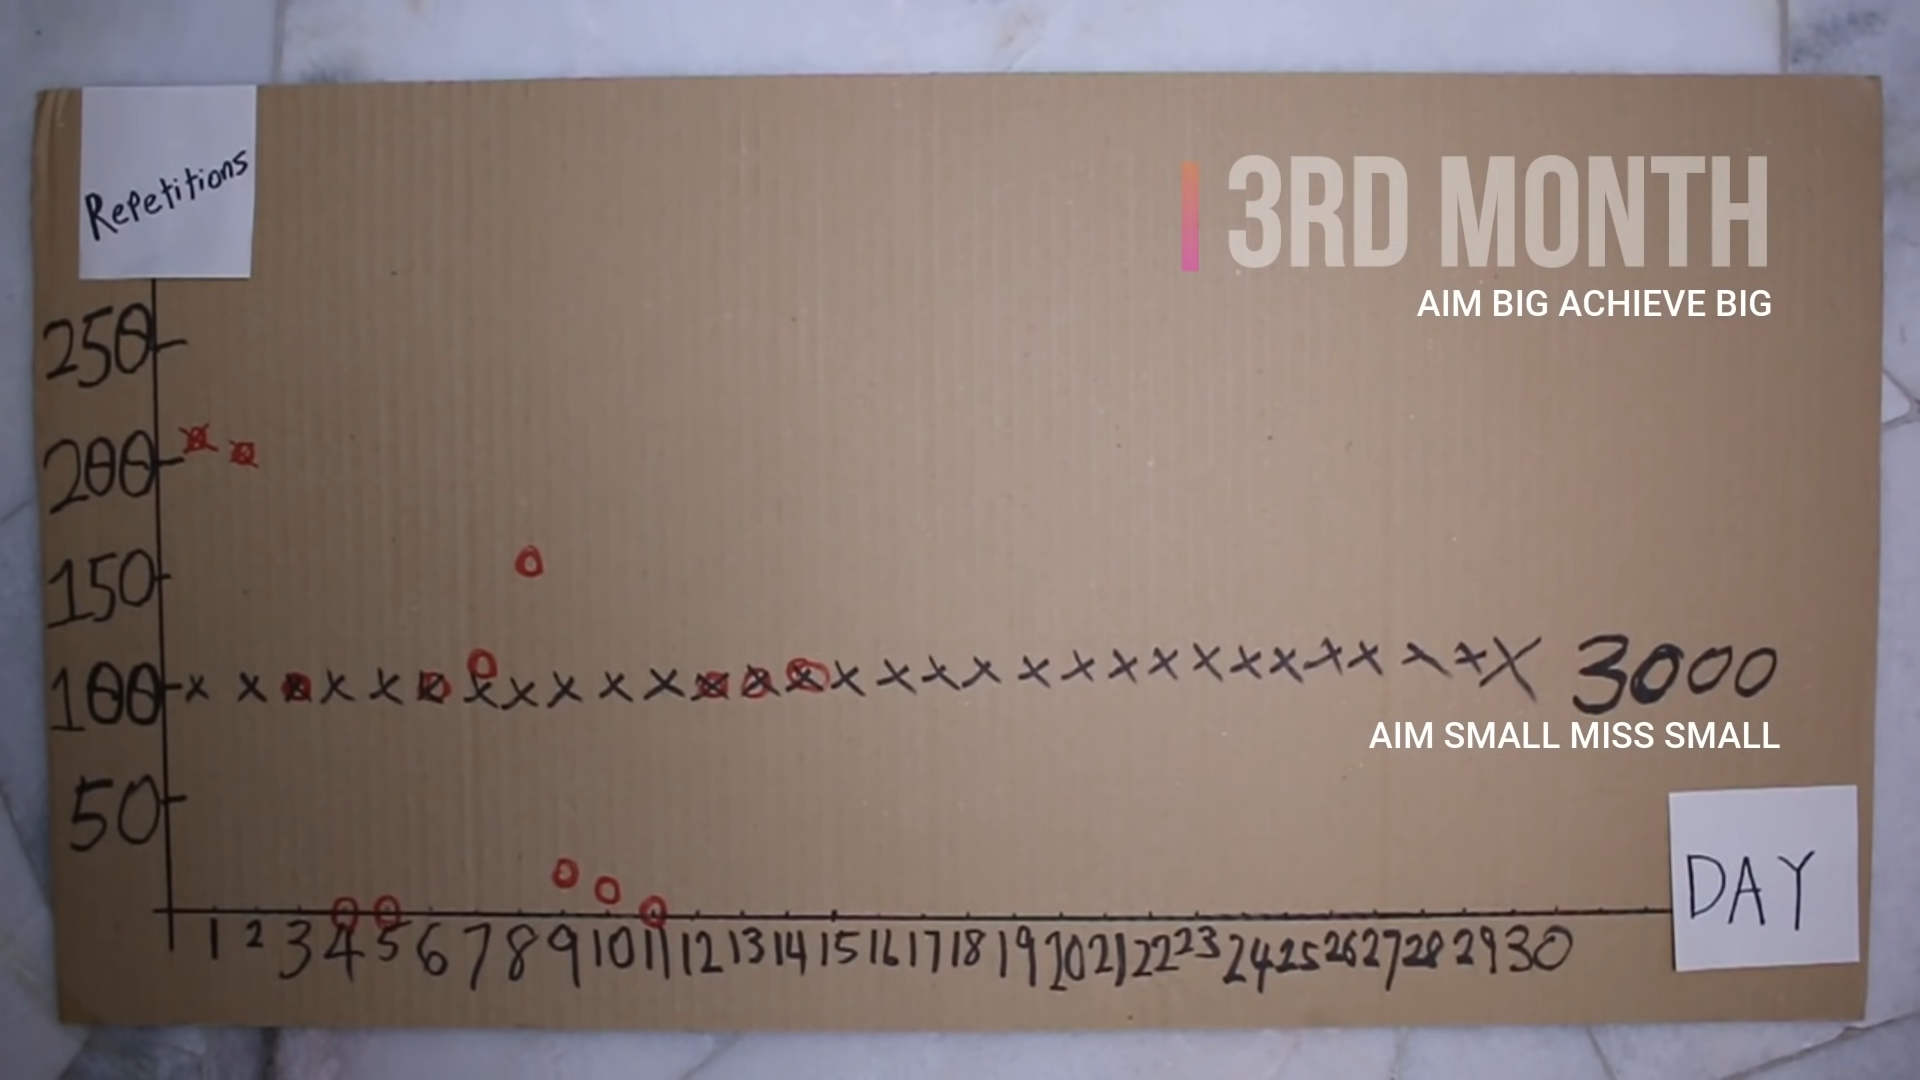 Repetitions
3RD MONTH
AIM BIG ACHIEVE BIG
250
200
150
100 x x x x x x x x x x x x x x x x x x x x x x x x x x x x x X 3000
AIM SMALL MISS SMALL
50
DAY
1 2 3 4 5 6 7 8 9 10 11 12 13 14 15 16 17 18 19 20 21 22 23 24 25 26 27 28 29 30